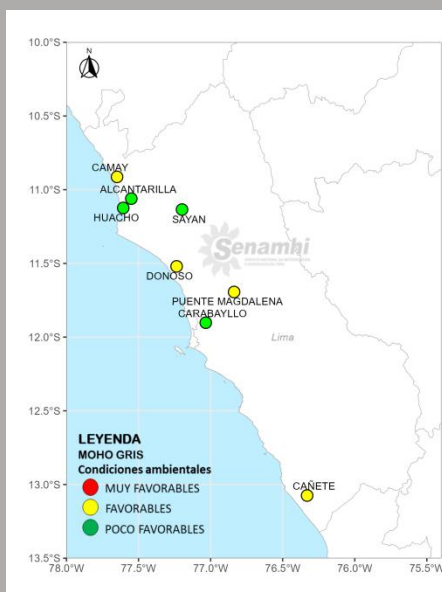 N
10.0°S
10.5°S
11.0°S
11.5°S
12.0°S
12.5°S
13.0°S
13.5°S
CAMAY
ALCANTARILLA
HUACHO
SAYAN
Senamhi
DONOSO
PUENTE MAGDALENA
CARABAYLLO
Lima
CAÑETE
LEYENDA
MOHO GRIS
Condiciones ambientales
MUY FAVORABLES
FAVORABLES
POCO FAVORABLES
78.0°W 77.5°W 77.0°W 76.5°W 76.0°W 75.5°W